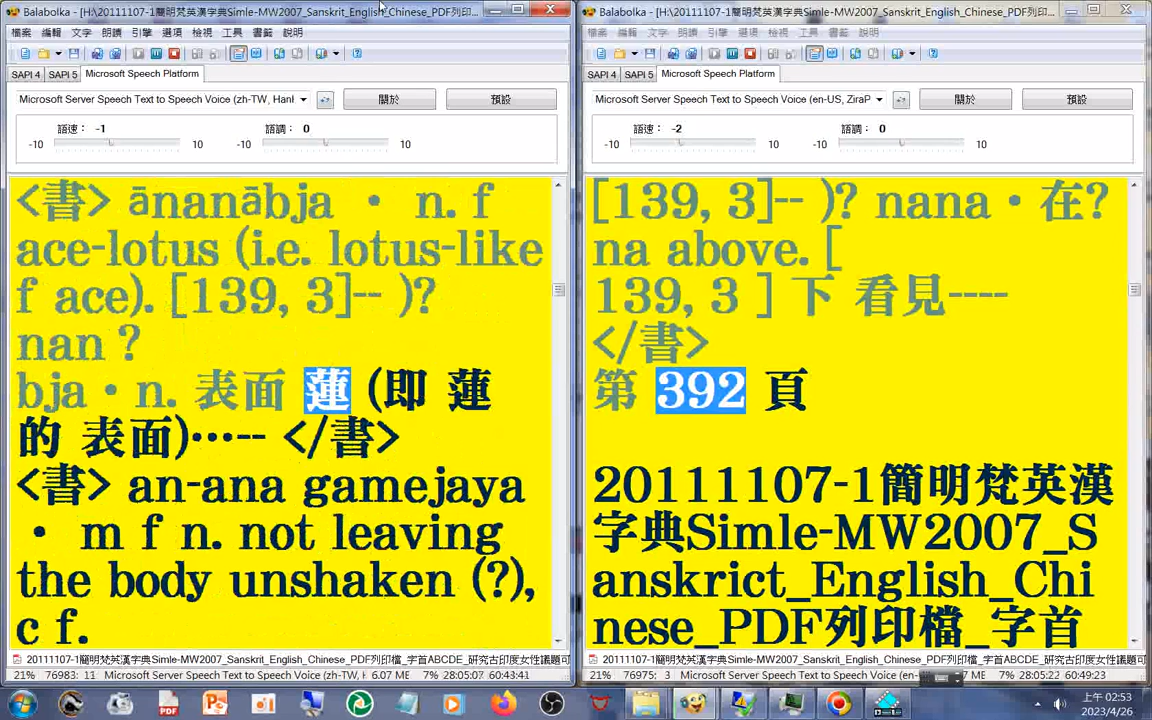 Balabolka - [H:\20111107-1簡明梵英漢字典Simle-MW2007_Sanskrit_English_Chinese_PDF列印...
檔案 編輯 文字 朗讀 引擎 選項 檢視 工具 書籤 說明
SAPI 4 SAPI 5 Microsoft Speech Platform
Microsoft Server Speech Text to Speech Voice (zh-TW, Hanl
關於 預設
語速： -1 語調： 0
-10 10 -10 10
<書> ānanābja • n. f
ace-lotus (i.e. lotus-like
f ace). [139, 3]-- )?
nan ?
bja • n. 表面 蓮 (即 蓮
的 表面)…-- </書>
<書> an-ana gamejaya
• m f n. not leaving
the body unshaken (?),
c f.
20111107-1簡明梵英漢字典Simle-MW2007_Sanskrit_English_Chinese_PDF列印檔_字首ABCDE_研究古印度女性議題可
21% 76983: 11 Microsoft Server Speech Text to Speech Voice (zh-TW, H 6.07 MB 7% 28:05:07 60:43:41
Balabolka - [H:\20111107-1簡明梵英漢字典Simle-MW2007_Sanskrit_English_Chinese_PDF列印...
檔案 編輯 文字 朗讀 引擎 選項 檢視 工具 書籤 說明
SAPI 4 SAPI 5 Microsoft Speech Platform
Microsoft Server Speech Text to Speech Voice (en-US, ZiraP
關於 預設
語速： -2 語調： 0
-10 10 -10 10
[139, 3]-- )? nana • 在?
na above. [
139, 3 ] 下 看見----
</書>
第 392 頁
20111107-1簡明梵英漢
字典Simle-MW2007_S
anskrict_English_Chi
nese_PDF列印檔_字首
20111107-1簡明梵英漢字典Simle-MW2007_Sanskrit_English_Chinese_PDF列印檔_字首ABCDE_研究古印度女性議題可
21% 76975: 3 Microsoft Server Speech Text to Speech Voice 7% 28:05:22 60:49:23
PDF
上午 02:53
2023/4/26